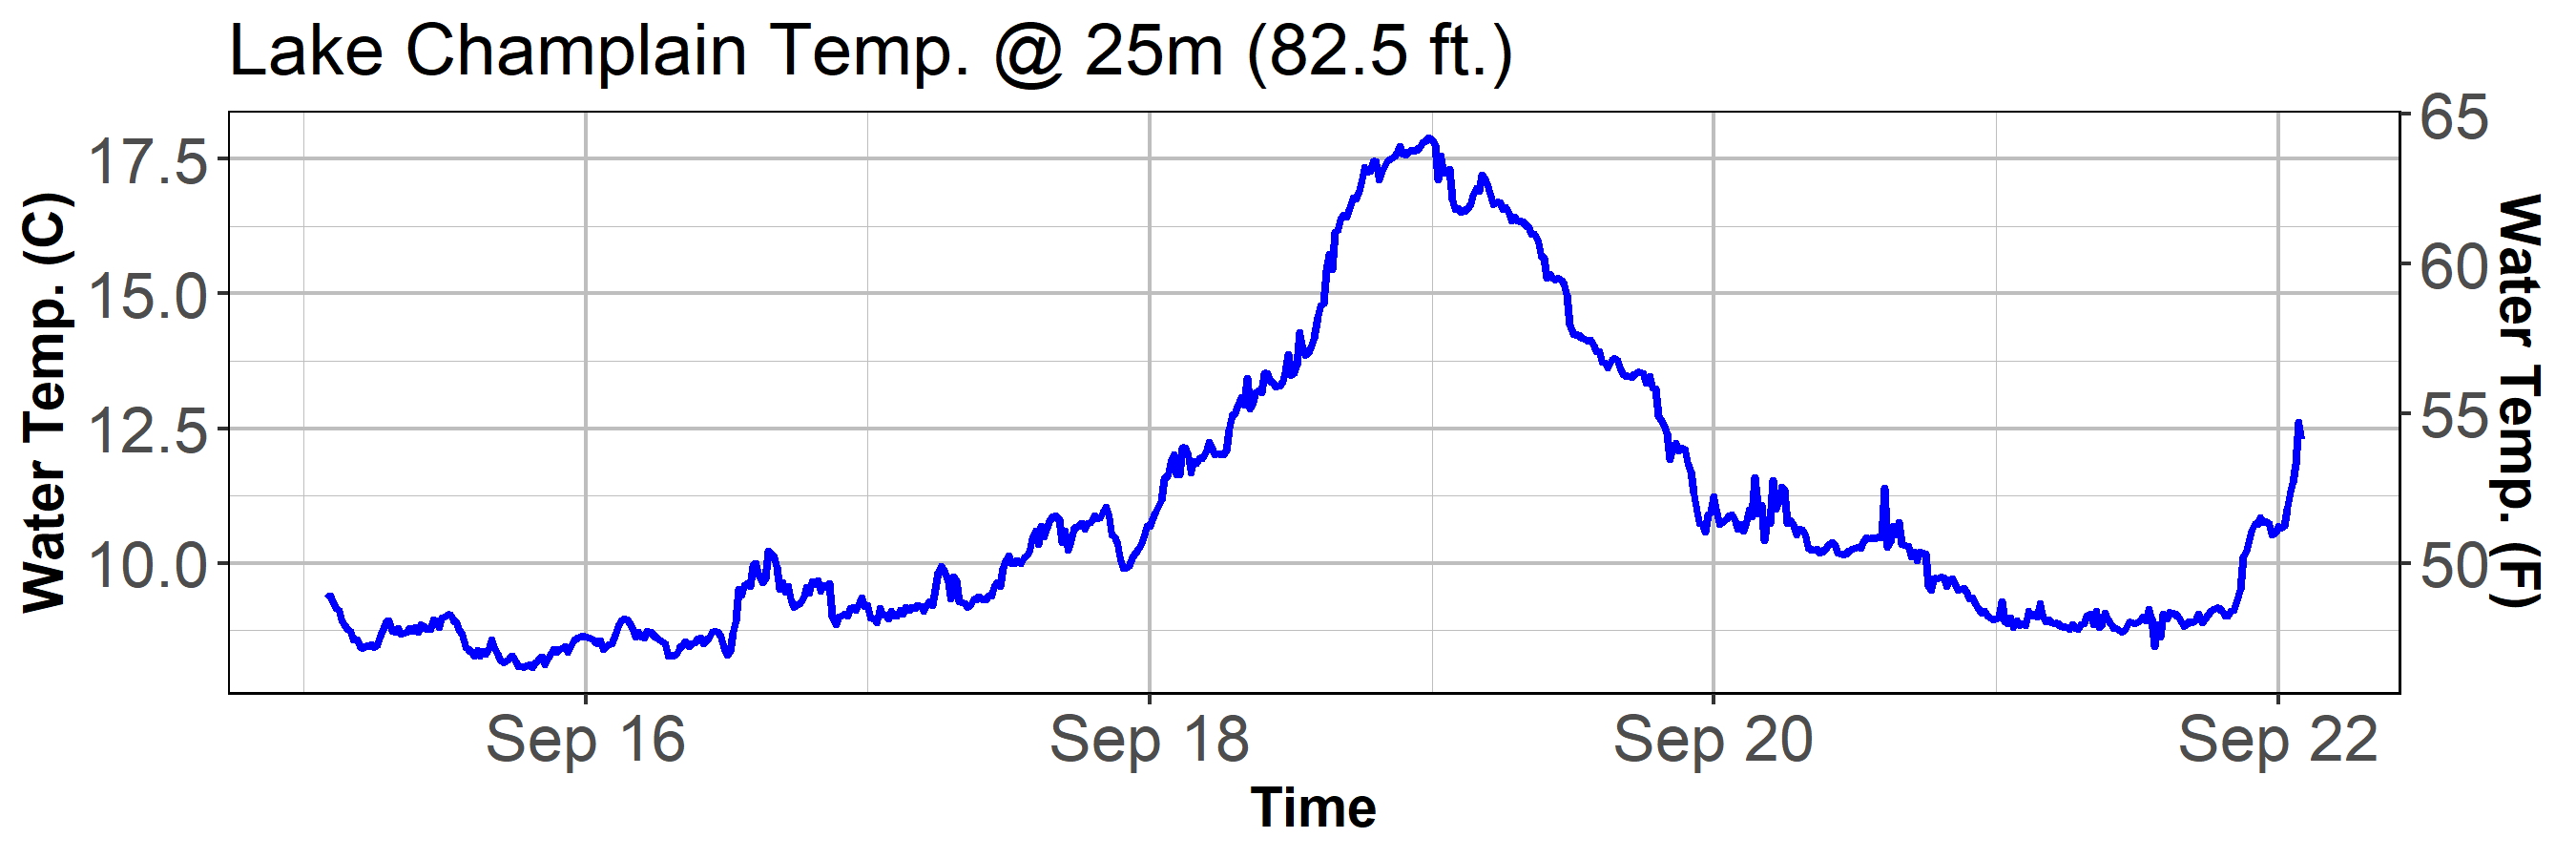 Lake Champlain Temp. @ 25m (82.5 ft.)
Water Temp. (C)
17.5
15.0
12.5
10.0
65
60
55
50
Water Temp. (F)
Sep 16 Sep 18 Sep 20 Sep 22
Time